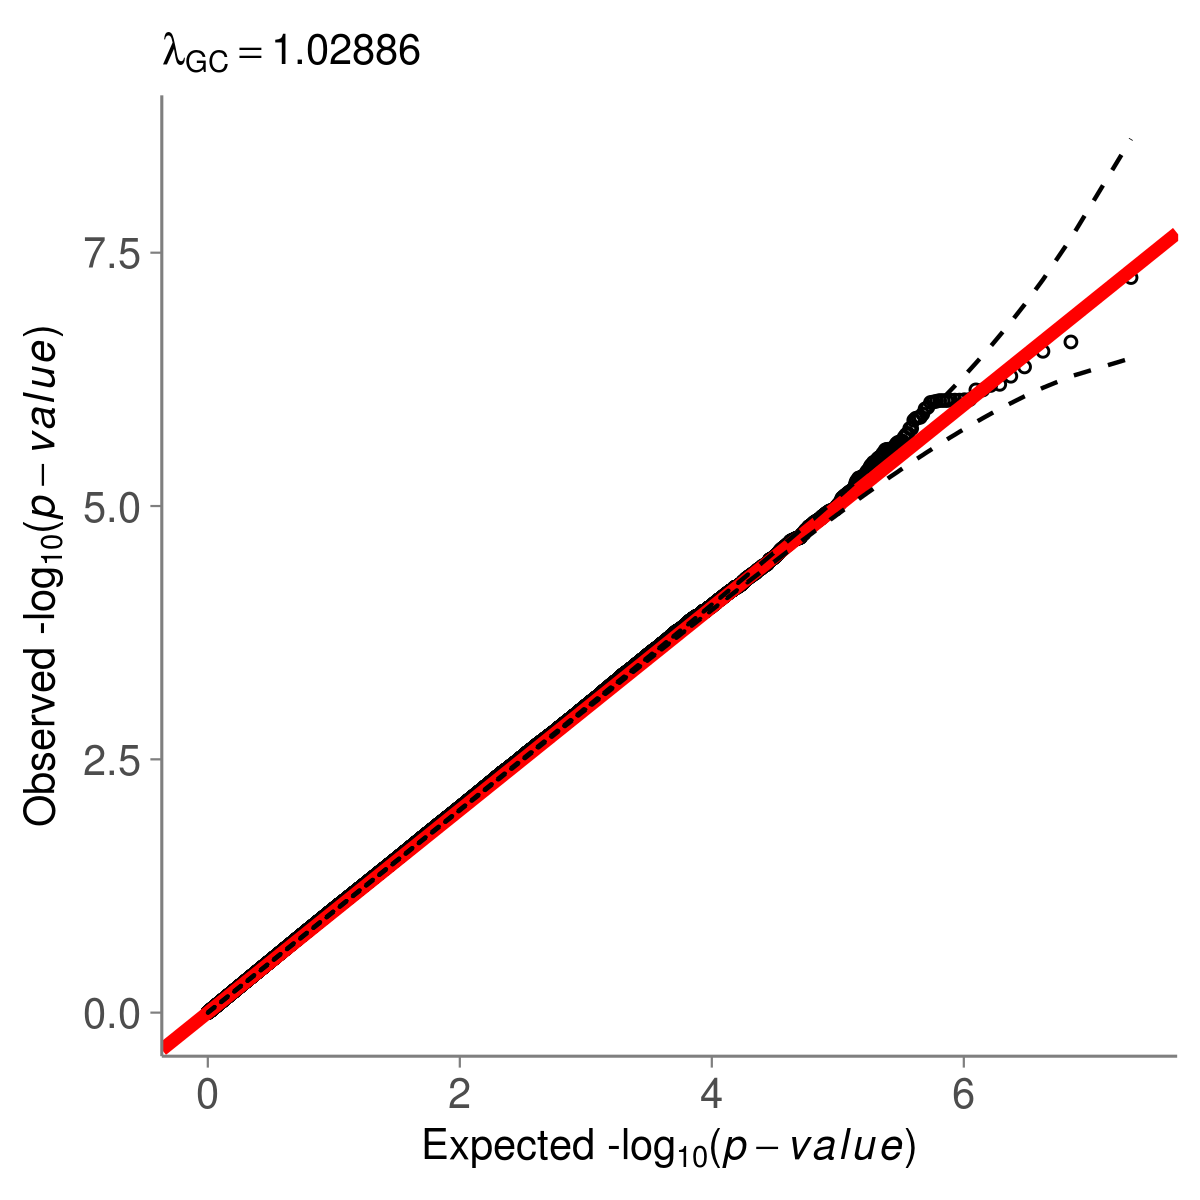 λGC = 1.02886
Observed -log10(p − value)
7.5
5.0
2.5
0.0
0 2 4 6
Expected -log10(p − value)